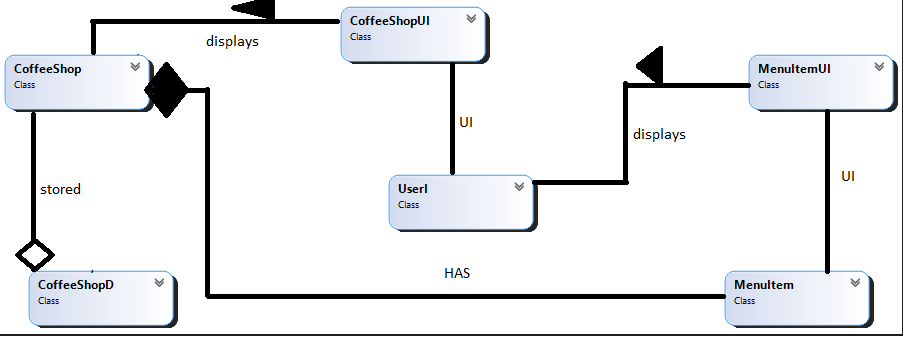 CoffeeShopUI
Class
displays
CoffeeShop
Class
MenuItemUI
Class
UI
displays
UI
stored
UserI
Class
HAS
CoffeeShopD
Class
MenuItem
Class